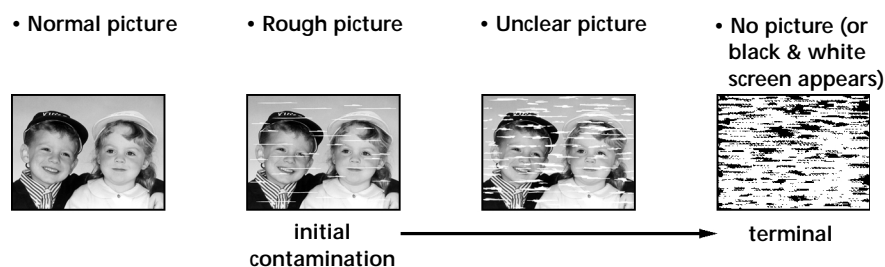 • Normal picture
• Rough picture
• Unclear picture
• No picture (or
black & white
screen appears)
initial
contamination
terminal